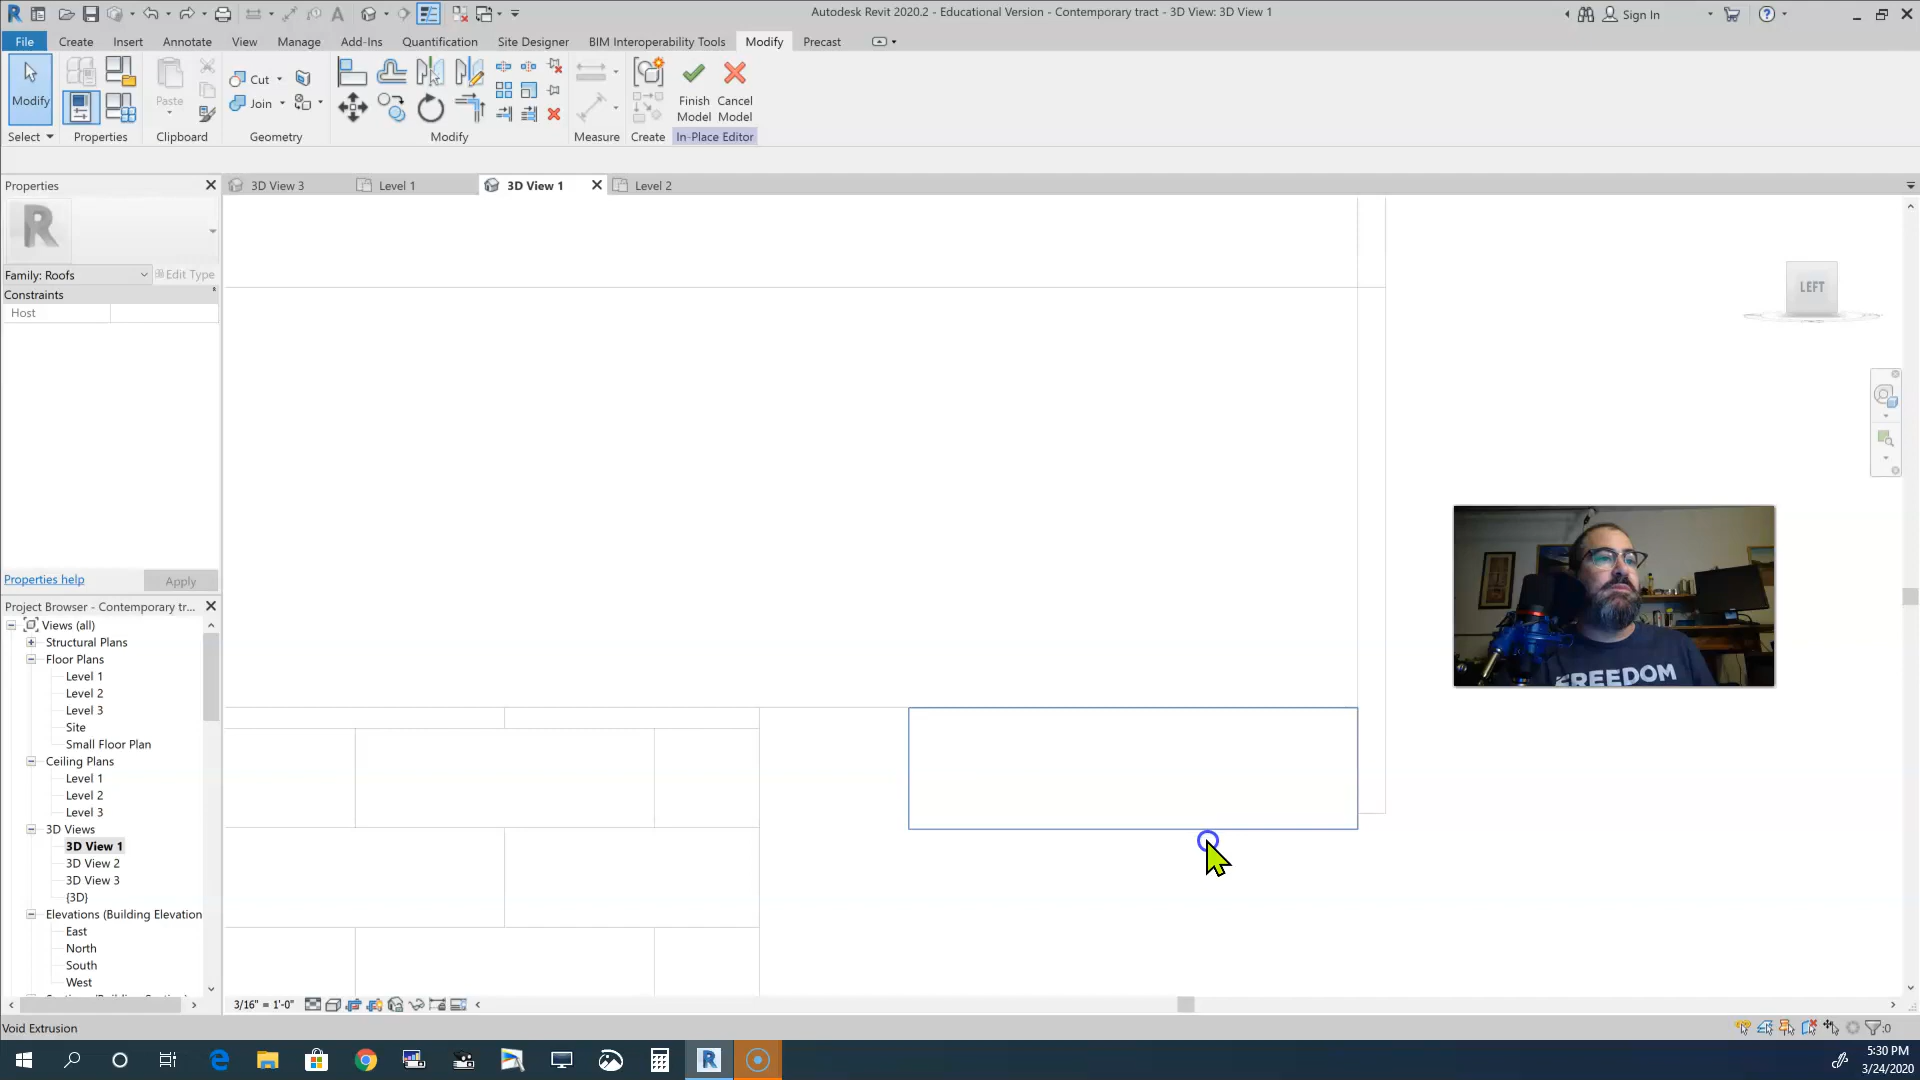 Autodesk Revit 2020.2 - Educational Version - Contemporary tract - 3D View: 3D View 1
Sign In
File Create Insert Annotate View Manage Add-Ins Quantification Site Designer BIM Interoperability Tools Modify Precast
Modify
Paste
Cut
Join
Finish Model
Cancel Model
Select Properties Clipboard Geometry Modify Measure Create In-Place Editor
Properties
3D View 3
Level 1
3D View 1
Level 2
R
Family: Roofs
Edit Type
Constraints
Host
LEFT
FREEDOM
Properties help
Apply
Project Browser - Contemporary tr...
Views (all)
Structural Plans
Floor Plans
Level 1
Level 2
Level 3
Site
Small Floor Plan
Ceiling Plans
Level 1
Level 2
Level 3
3D Views
3D View 1
3D View 2
3D View 3
{3D}
Elevations (Building Elevation
East
North
South
West
3/16" = 1'-0"
Void Extrusion
:0
5:30 PM
3/24/2020